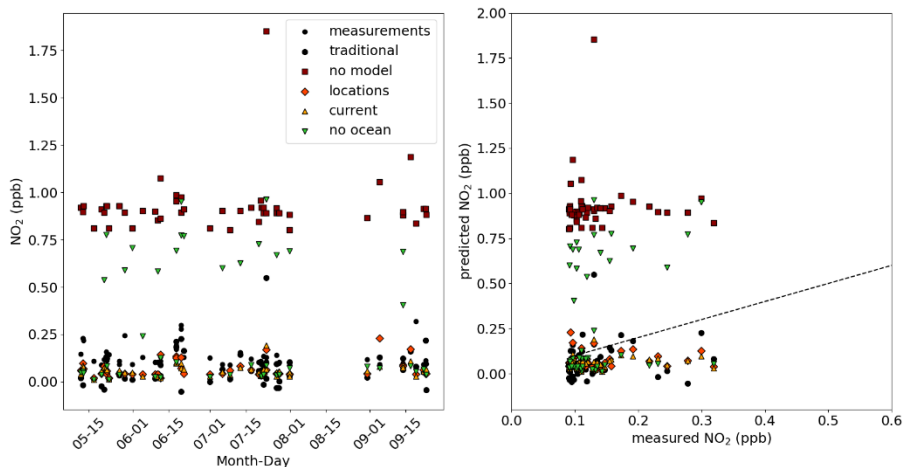 measurements
traditional
no model
locations
current
no ocean
NO₂ (ppb)
1.75
1.50
1.25
1.00
0.75
0.50
0.25
0.00
05-15
06-01
06-15
07-01
07-15
08-01
08-15
09-01
09-15
Month-Day
predicted NO₂ (ppb)
2.00
1.75
1.50
1.25
1.00
0.75
0.50
0.25
0.00
0.0 0.1 0.2 0.3 0.4 0.5 0.6
measured NO₂ (ppb)